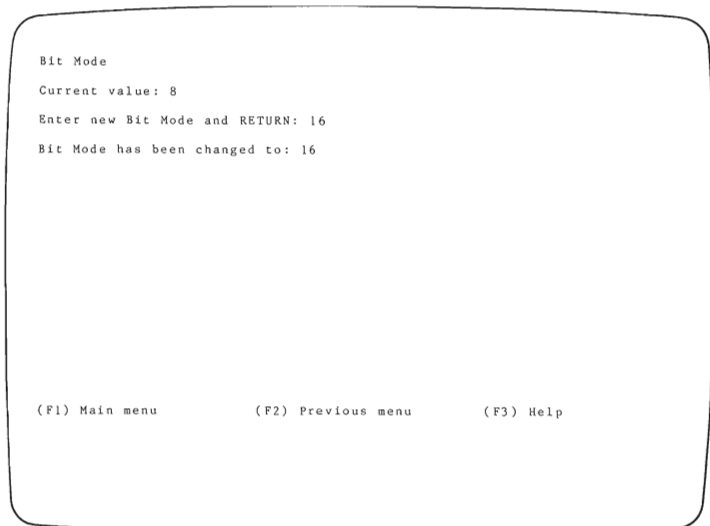 Bit Mode
Current value: 8
Enter new Bit Mode and RETURN: 16
Bit Mode has been changed to: 16
(F1) Main menu (F2) Previous menu (F3) Help